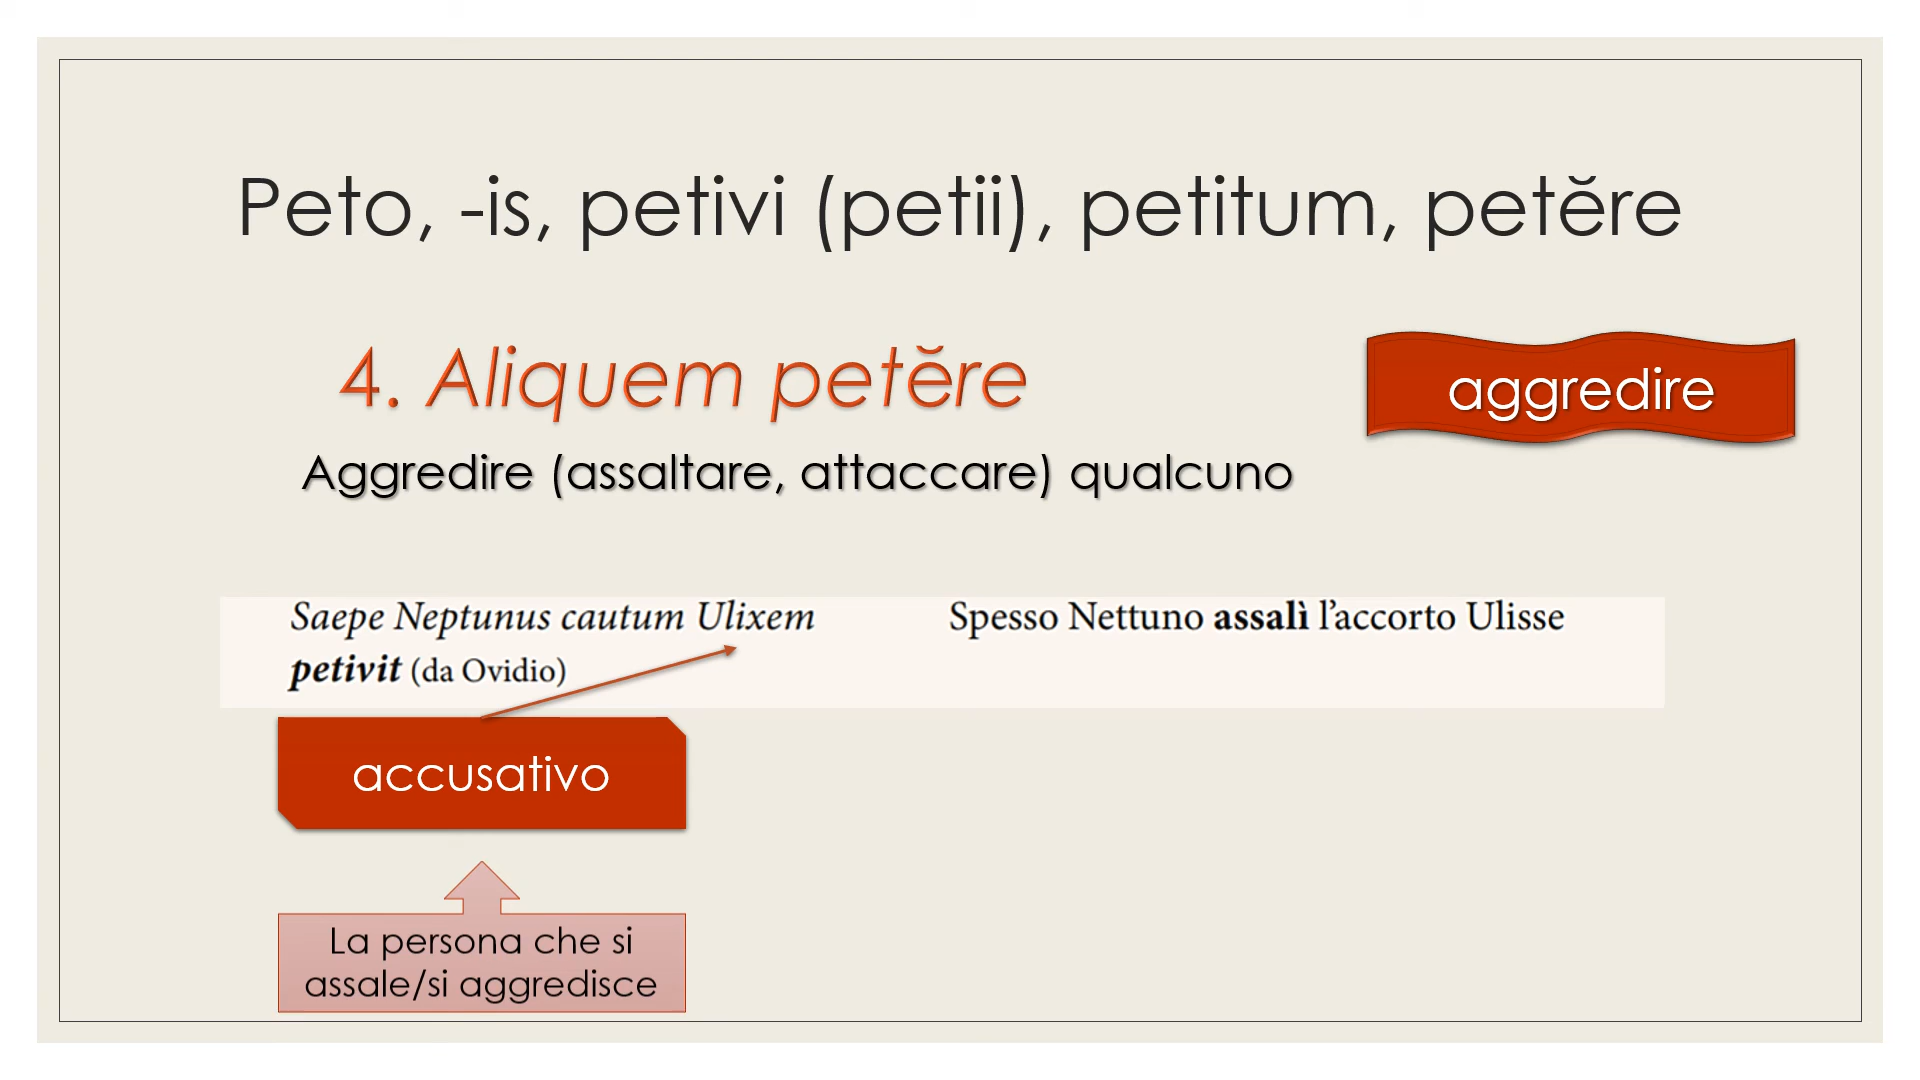 Peto, -is, petivi (petii), petitum, petĕre
4. Aliquem petĕre
aggredire
Aggredire (assaltare, attaccare) qualcuno
Saepe Neptunus cautum Ulixem
petivit (da Ovidio)
Spesso Nettuno assalì l’accorto Ulisse
accusativo
La persona che si
assale/si aggredisce